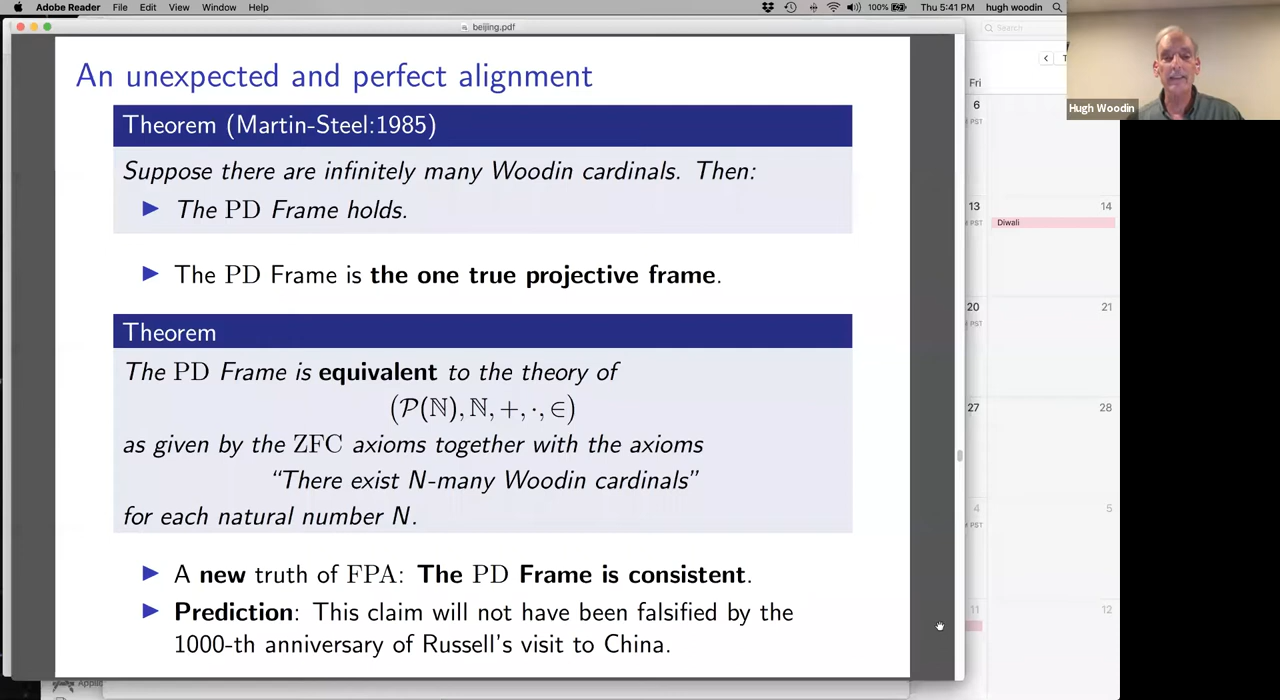 Adobe Reader File Edit View Window Help
100% Thu 5:41 PM hugh woodin
beijing.pdf
Search
An unexpected and perfect alignment
Theorem (Martin-Steel:1985)
Suppose there are infinitely many Woodin cardinals. Then:
▶ The PD Frame holds.
▶ The PD Frame is the one true projective frame.
Theorem
The PD Frame is equivalent to the theory of
(𝒫(ℕ), ℕ, +, ·, ∈)
as given by the ZFC axioms together with the axioms
“There exist N-many Woodin cardinals”
for each natural number N.
▶ A new truth of FPA: The PD Frame is consistent.
▶ Prediction: This claim will not have been falsified by the
1000-th anniversary of Russell's visit to China.
Hugh Woodin
Fri
6
PST
13 14
PST Diwali
20 21
PST
27 28
4 5
PST
11 12